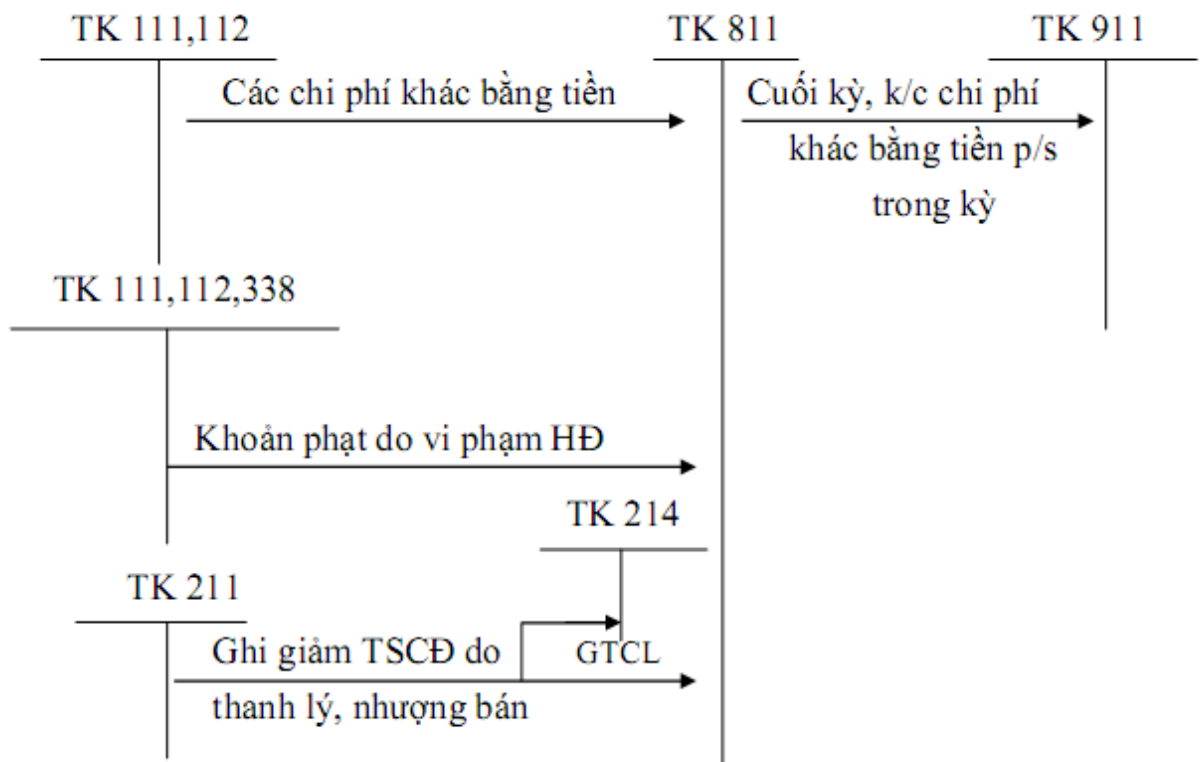 TK 111,112
TK 811
TK 911
Các chi phí khác bằng tiền
Cuối kỳ, k/c chi phí
khác bằng tiền p/s
trong kỳ
TK 111,112,338
Khoản phạt do vi phạm HĐ
TK 214
TK 211
Ghi giảm TSCĐ do
GTCL
thanh lý, nhượng bán